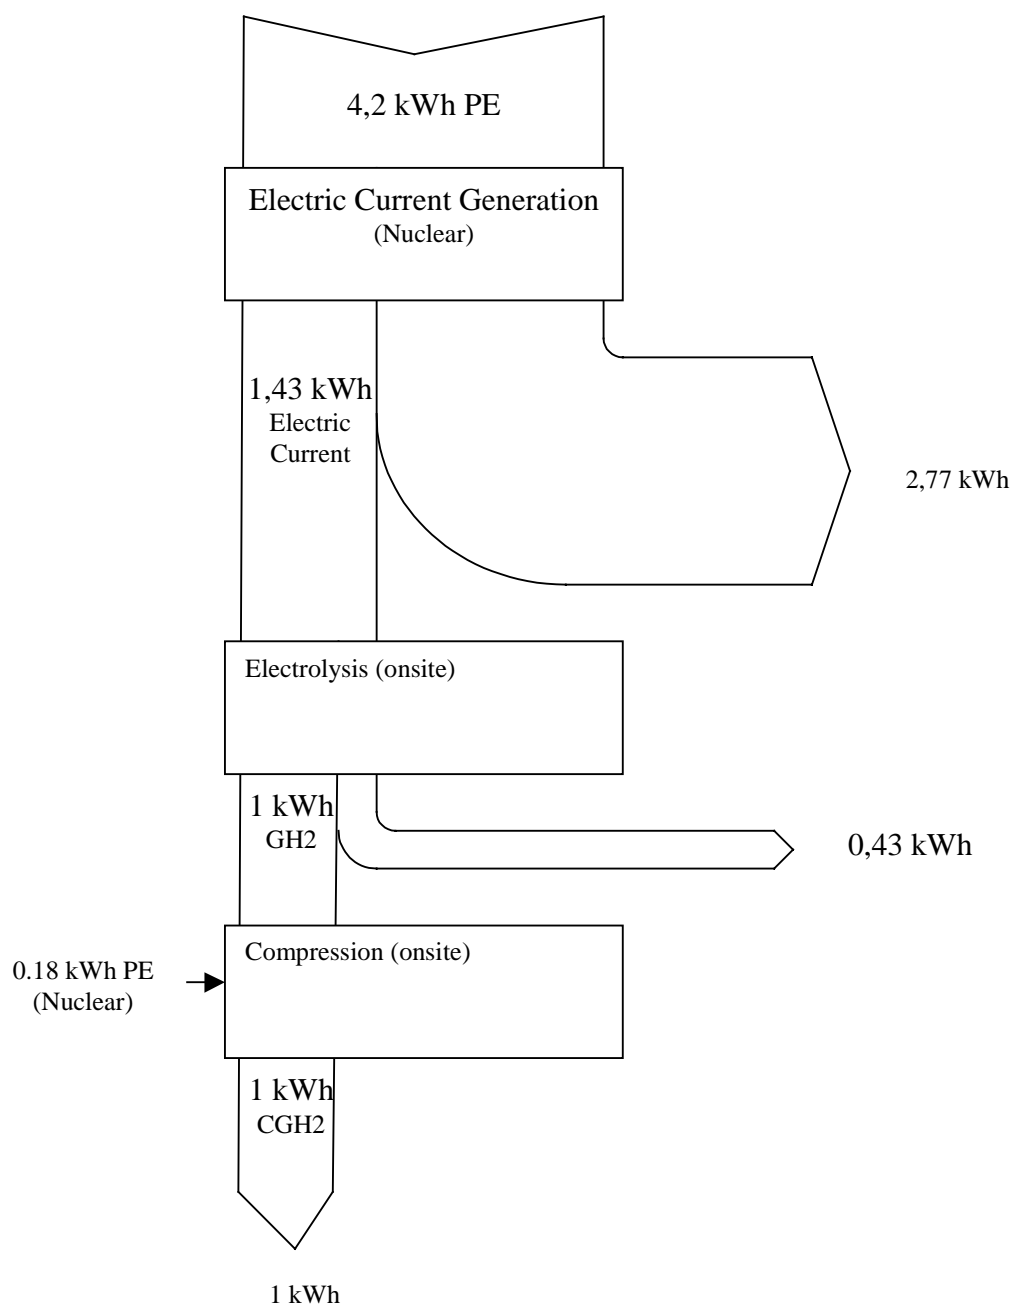 4,2 kWh PE
Electric Current Generation
(Nuclear)
1,43 kWh
Electric
Current
2,77 kWh
Electrolysis (onsite)
1 kWh
GH2
0,43 kWh
Compression (onsite)
0.18 kWh PE
(Nuclear)
1 kWh
CGH2
1 kWh